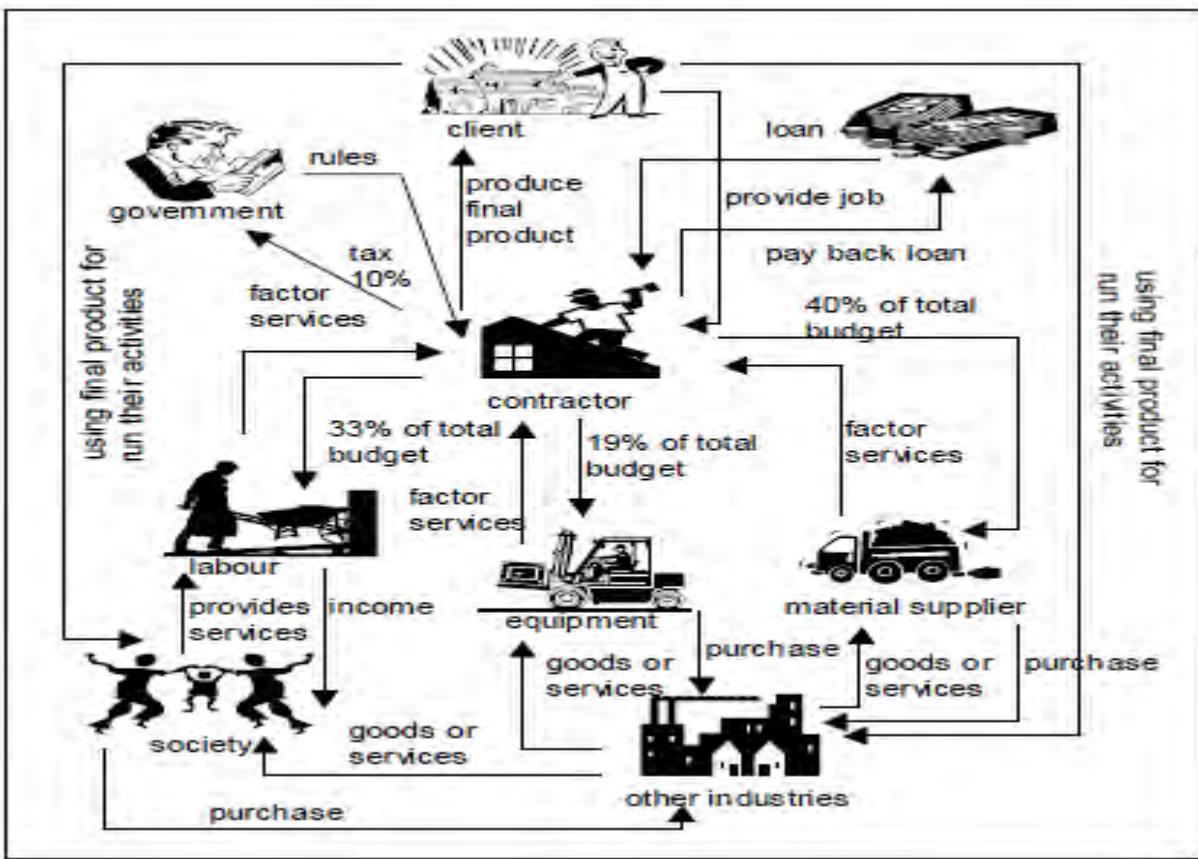 client
loan
rules
government
produce
final
product
provide job
tax
10%
pay back loan
factor
services
40% of total
budget
using final product for
run their activities
using final product for
run their activities
contractor
33% of total
budget
19% of total
budget
factor
services
factor
services
labour
provides
services
income
equipment
material supplier
purchase
goods or
services
goods or
services
purchase
society
goods or
services
other industries
purchase